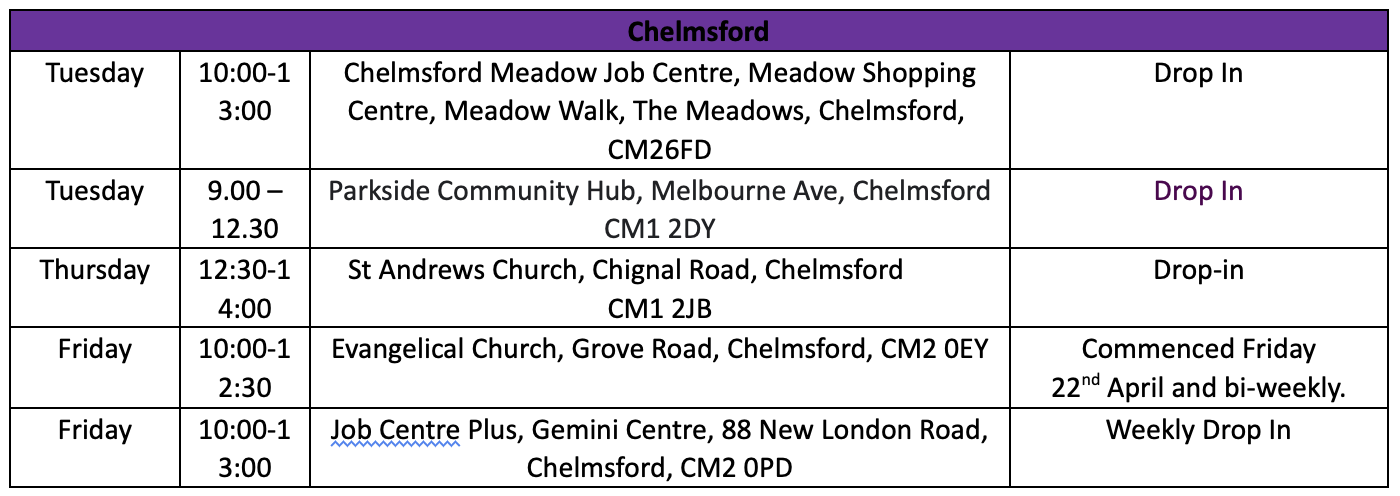 Chelmsford
Tuesday
10:00-1
3:00
Chelmsford Meadow Job Centre, Meadow Shopping
Centre, Meadow Walk, The Meadows, Chelmsford,
CM26FD
Drop In
Tuesday
9.00 –
12.30
Parkside Community Hub, Melbourne Ave, Chelmsford
CM1 2DY
Drop In
Thursday
12:30-1
4:00
St Andrews Church, Chignal Road, Chelmsford
CM1 2JB
Drop-in
Friday
10:00-1
2:30
Evangelical Church, Grove Road, Chelmsford, CM2 0EY
Commenced Friday
22nd April and bi-weekly.
Friday
10:00-1
3:00
Job Centre Plus, Gemini Centre, 88 New London Road,
Chelmsford, CM2 0PD
Weekly Drop In